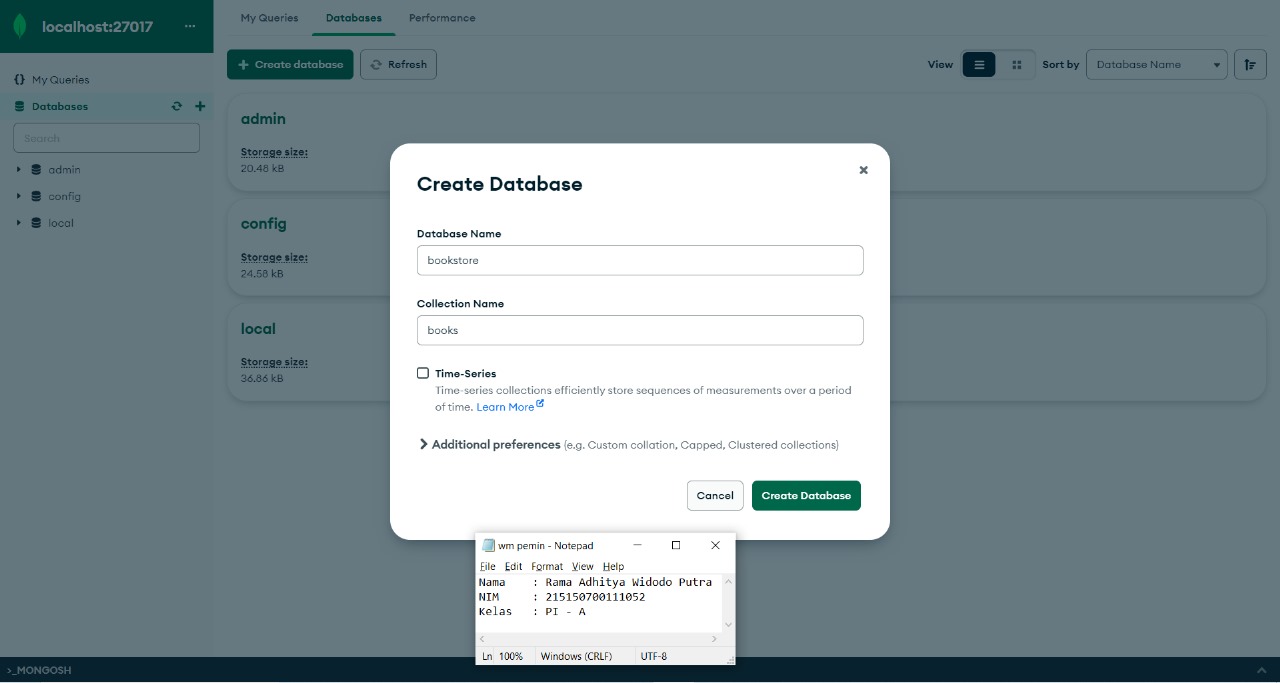 localhost:27017 ...
My Queries Databases Performance
Create database Refresh View Sort by Database Name
{} My Queries
Databases
Search
admin
config
local
admin
Storage size:
20.48 kB
config
Storage size:
24.58 kB
local
Storage size:
36.86 kB
Create Database
Database Name
bookstore
Collection Name
books
Time-Series
Time-series collections efficiently store sequences of measurements over a period
of time. Learn More
Additional preferences (e.g. Custom collation, Capped, Clustered collections)
Cancel Create Database
wm pemin - Notepad
File Edit Format View Help
Nama : Rama Adhitya Widodo Putra
NIM : 215150700111052
Kelas : PI - A
Ln 100% Windows (CRLF) UTF-8
>_MONGOSH